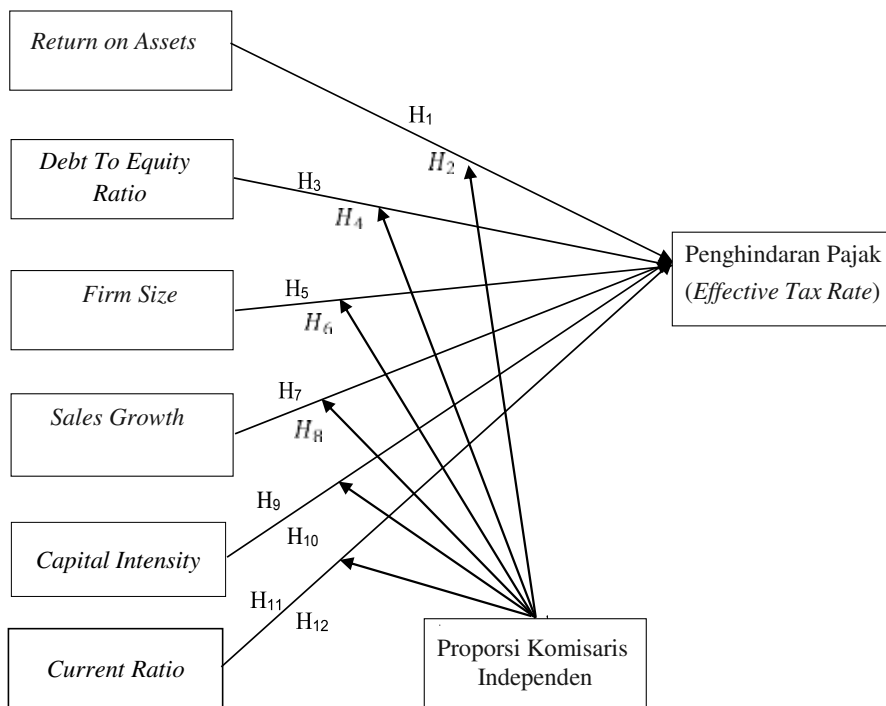 Return on Assets
H₁
H₂
Debt To Equity
Ratio
H₃
H₄
Penghindaran Pajak
(Effective Tax Rate)
Firm Size
H₅
H₆
Sales Growth
H₇
H₈
H₉
H₁₀
Capital Intensity
H₁₁
H₁₂
Current Ratio
Proporsi Komisaris
Independen